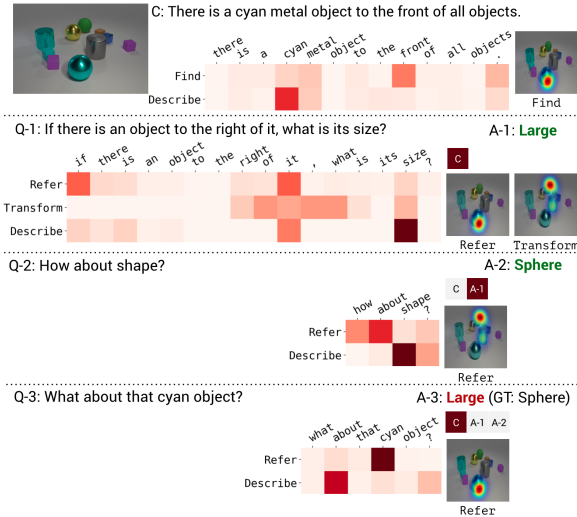 C: There is a cyan metal object to the front of all objects.
there is a cyan metal object to the front of all objects .
Find
Describe
Find
Q-1: If there is an object to the right of it, what is its size? A-1: Large
if there is an object to the right of it , what is its size ?
C
Refer
Transform
Describe
Refer Transform
Q-2: How about shape? A-2: Sphere
how about shape ?
C A-1
Refer
Describe
Refer
Q-3: What about that cyan object? A-3: Large (GT: Sphere)
what about that cyan object ?
C A-1 A-2
Refer
Describe
Refer